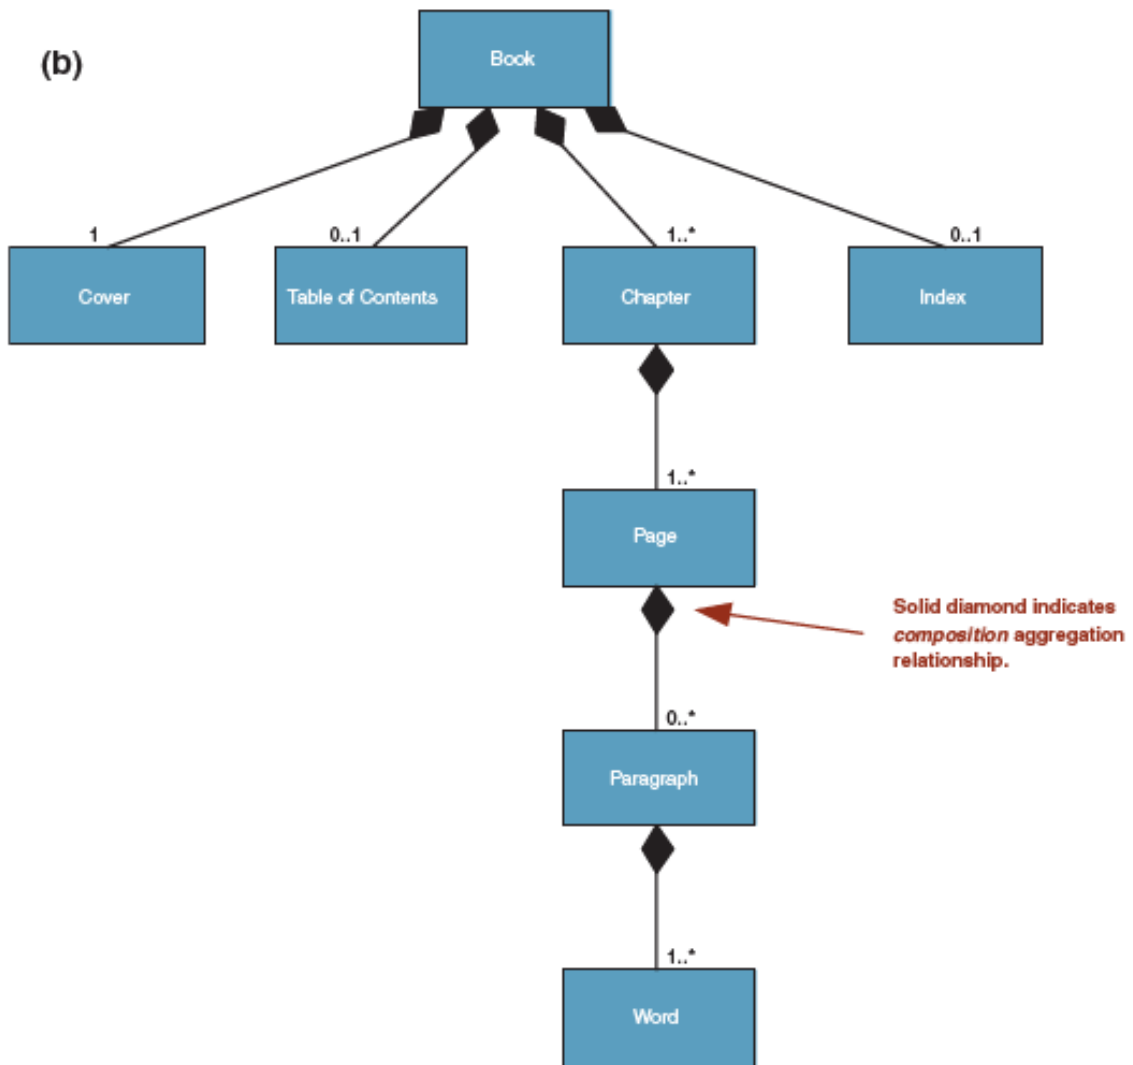 (b)
Book
1
0..1
1..*
0..1
Cover
Table of Contents
Chapter
Index
1..*
Page
Solid diamond indicates
composition aggregation
relationship.
0..*
Paragraph
1..*
Word